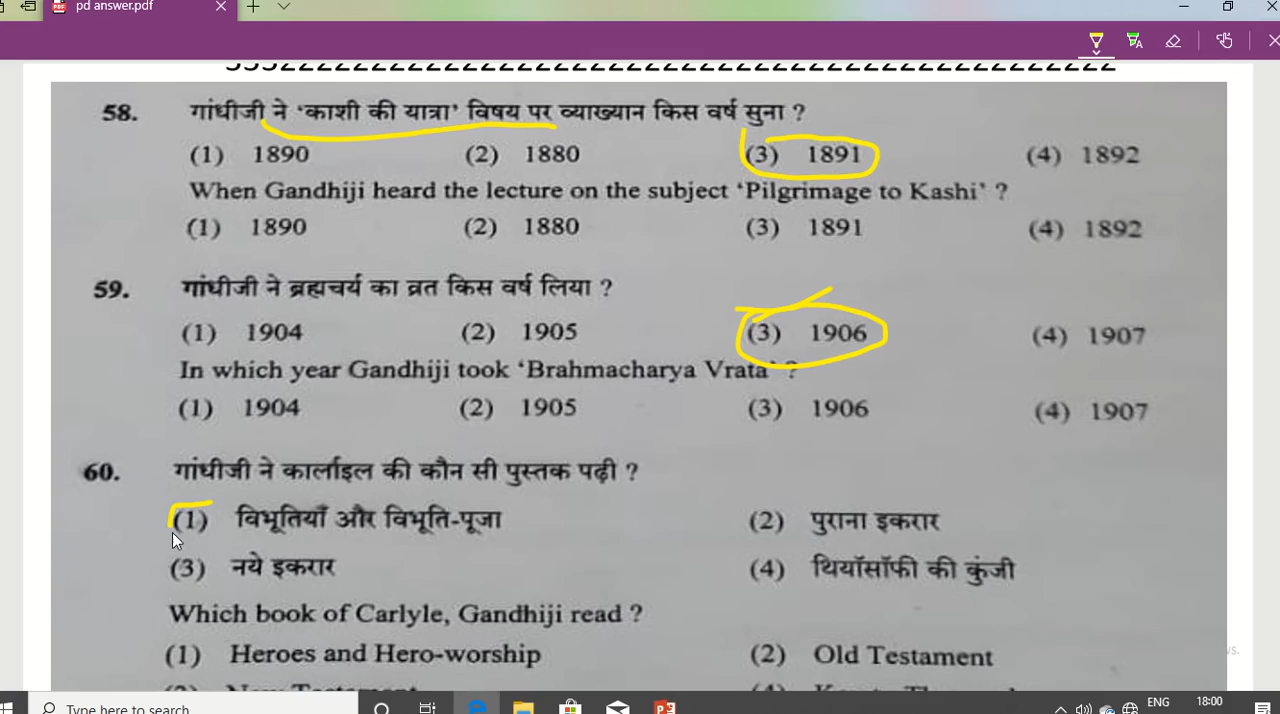 pd answer.pdf
58. गांधीजी ने 'काशी की यात्रा' विषय पर व्याख्यान किस वर्ष सुना ?
(1) 1890 (2) 1880 (3) 1891 (4) 1892
When Gandhiji heard the lecture on the subject 'Pilgrimage to Kashi' ?
(1) 1890 (2) 1880 (3) 1891 (4) 1892
59. गांधीजी ने ब्रह्मचर्य का व्रत किस वर्ष लिया ?
(1) 1904 (2) 1905 (3) 1906 (4) 1907
In which year Gandhiji took 'Brahmacharya Vrata' ?
(1) 1904 (2) 1905 (3) 1906 (4) 1907
60. गांधीजी ने कार्लाइल की कौन सी पुस्तक पढ़ी ?
(1) विभूतियाँ और विभूति-पूजा (2) पुराना इकरार
(3) नये इकरार (4) थियॉसॉफी की कुंजी
Which book of Carlyle, Gandhiji read ?
(1) Heroes and Hero-worship (2) Old Testament
Type here to search ENG 18:00